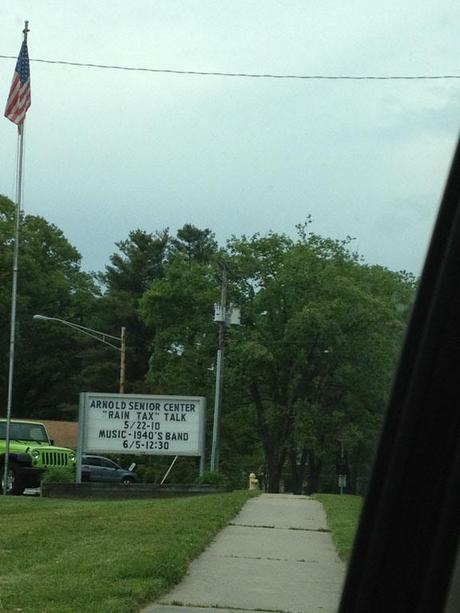 ARNOLD SENIOR CENTER
"RAIN TAX" TALK
5/22-10
MUSIC-1940'S BAND
6/5-12:30